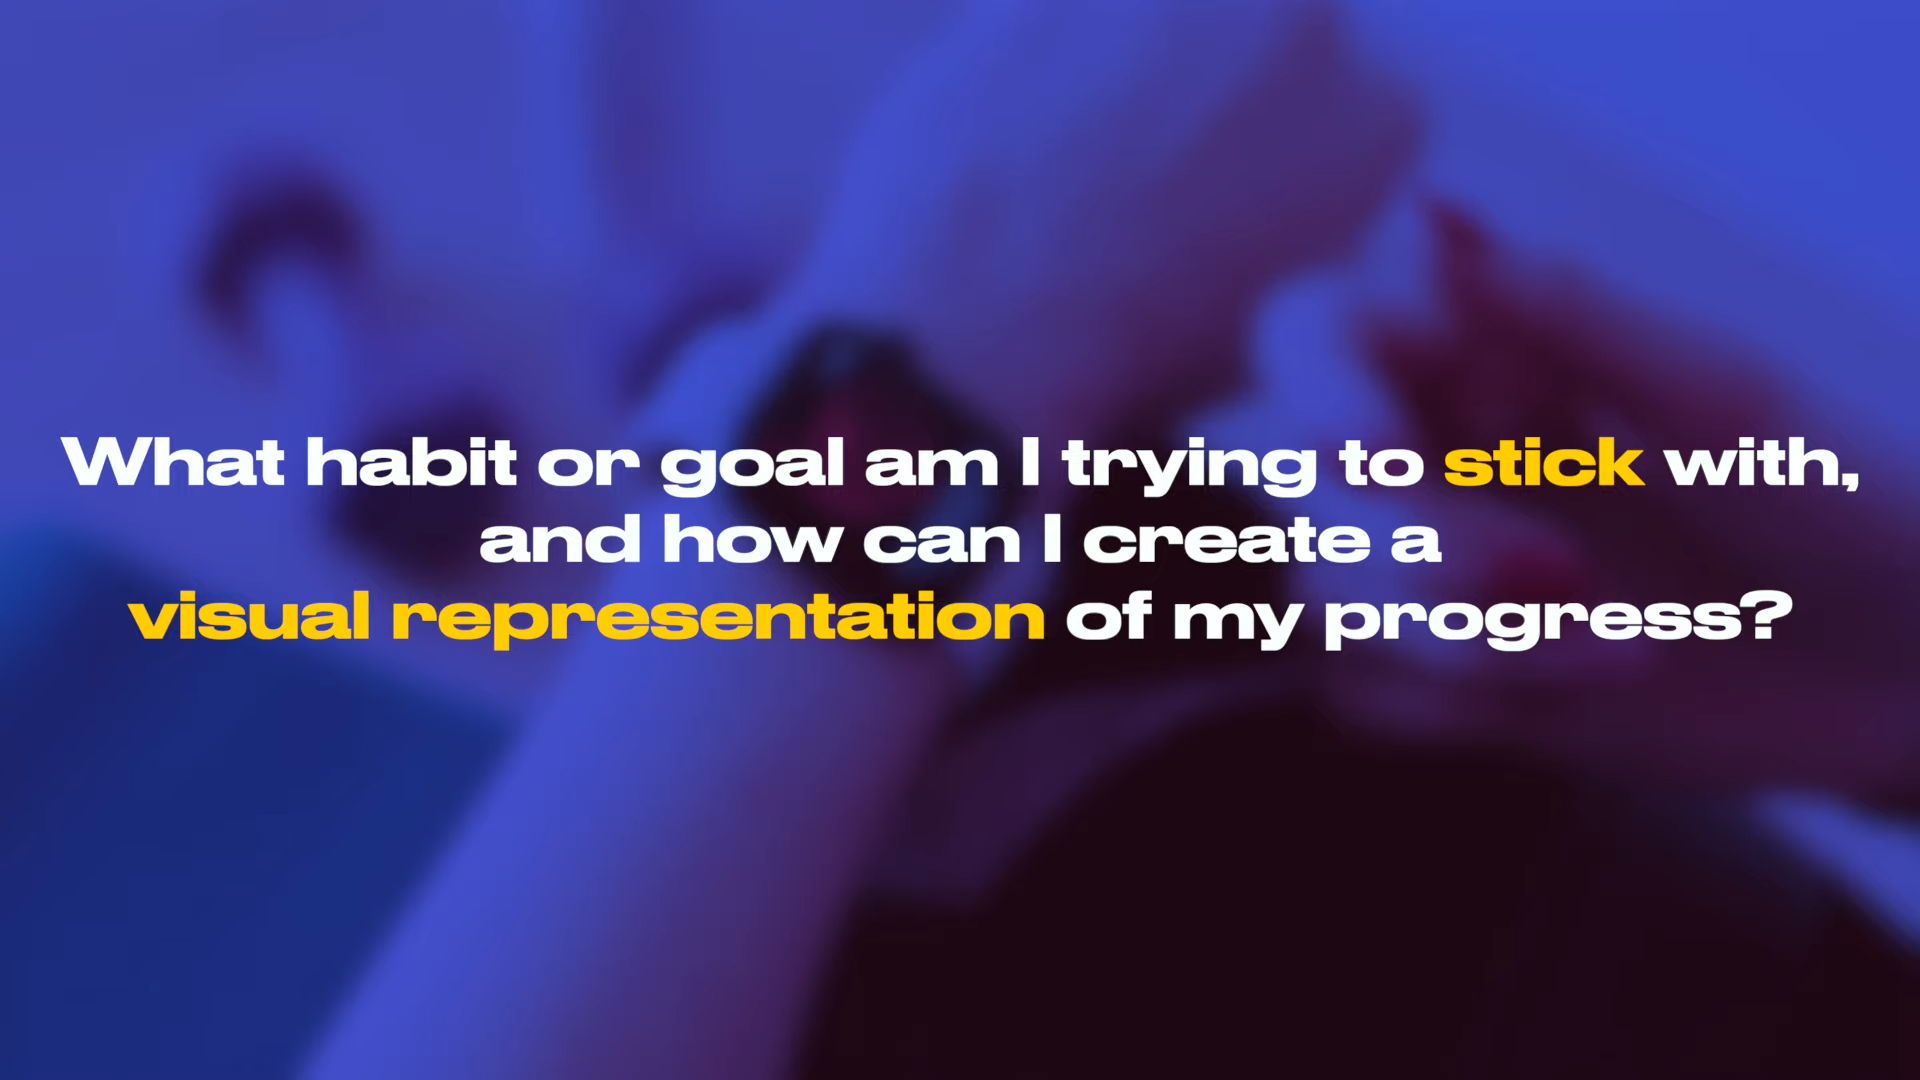 What habit or goal am I trying to stick with,
and how can I create a
visual representation of my progress?